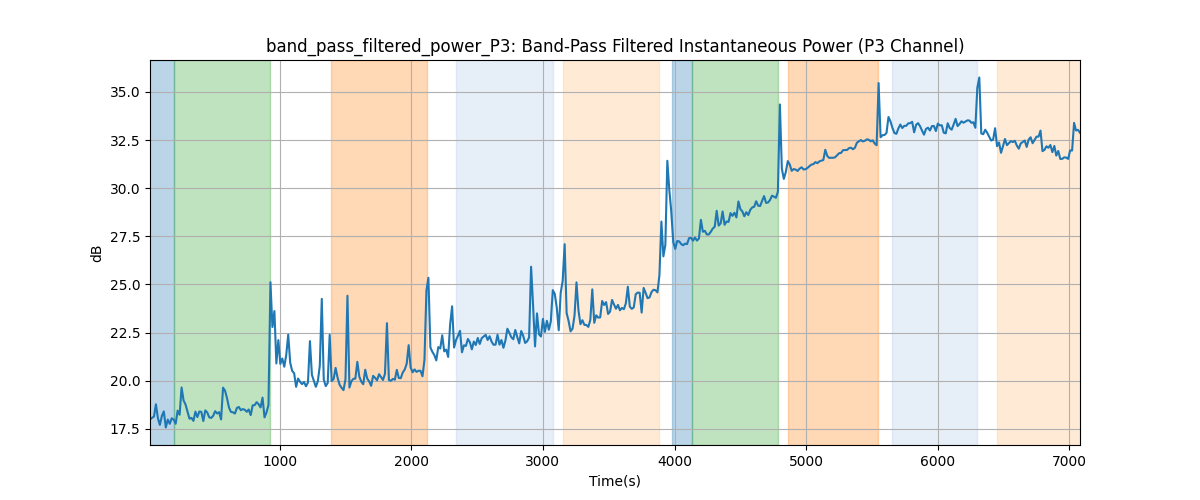 band_pass_filtered_power_P3: Band-Pass Filtered Instantaneous Power (P3 Channel)
35.0
32.5
30.0
27.5
25.0
22.5
20.0
17.5
dB
1000 2000 3000 4000 5000 6000 7000
Time(s)